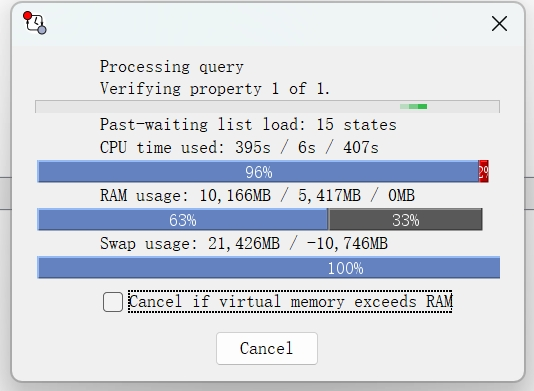 Processing query
Verifying property 1 of 1.
Past-waiting list load: 15 states
CPU time used: 395s / 6s / 407s
96%
2%
RAM usage: 10,166MB / 5,417MB / 0MB
63%
33%
Swap usage: 21,426MB / -10,746MB
100%
Cancel if virtual memory exceeds RAM
Cancel